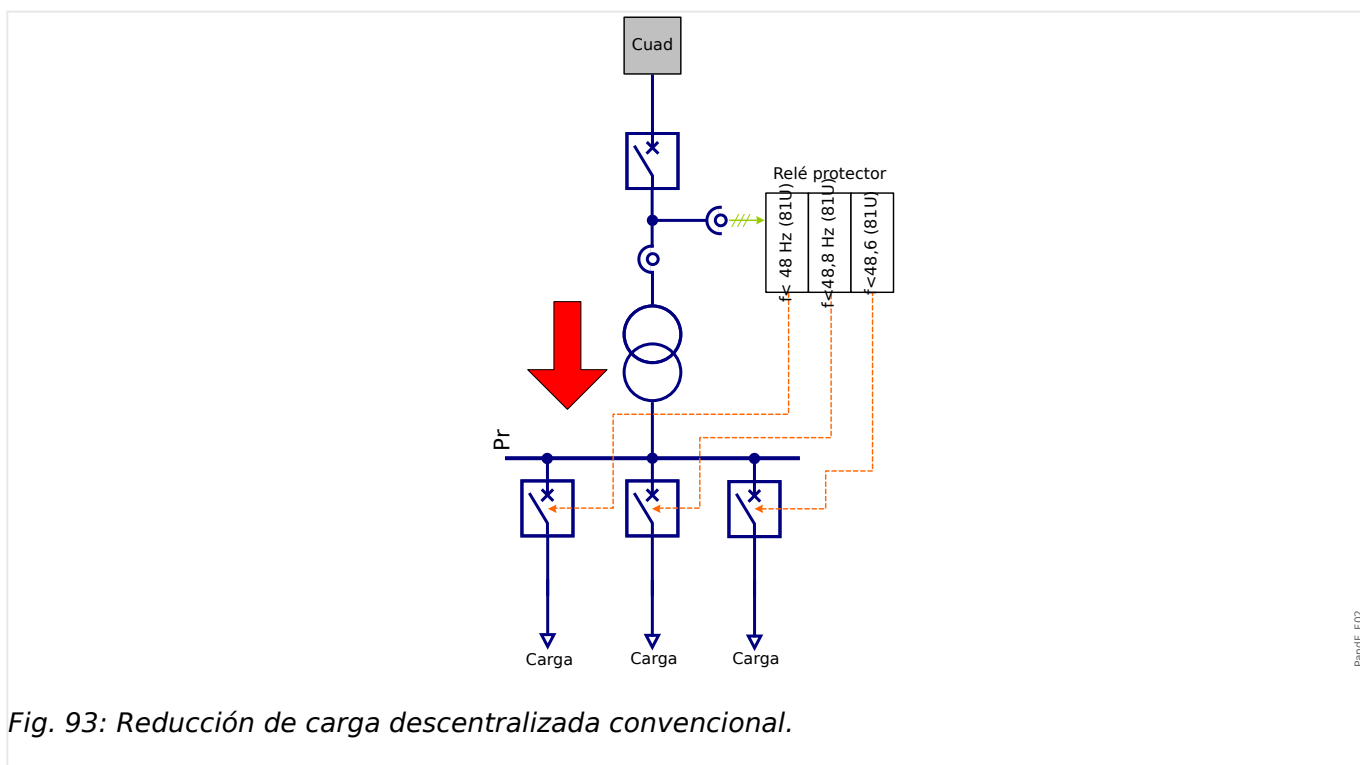 Cuad
Relé protector
f< 48 Hz (81U)
f<48,8 Hz (81U)
f<48,6 (81U)
Pr
Carga
Carga
Carga
PandF_E02
Fig. 93: Reducción de carga descentralizada convencional.